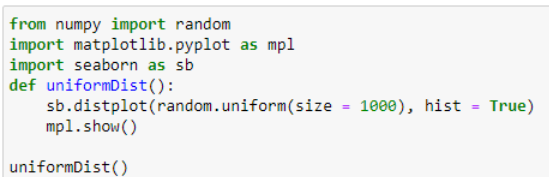 from numpy import random
import matplotlib.pyplot as mpl
import seaborn as sb
def uniformDist():
    sb.distplot(random.uniform(size = 1000), hist = True)
    mpl.show()

uniformDist()